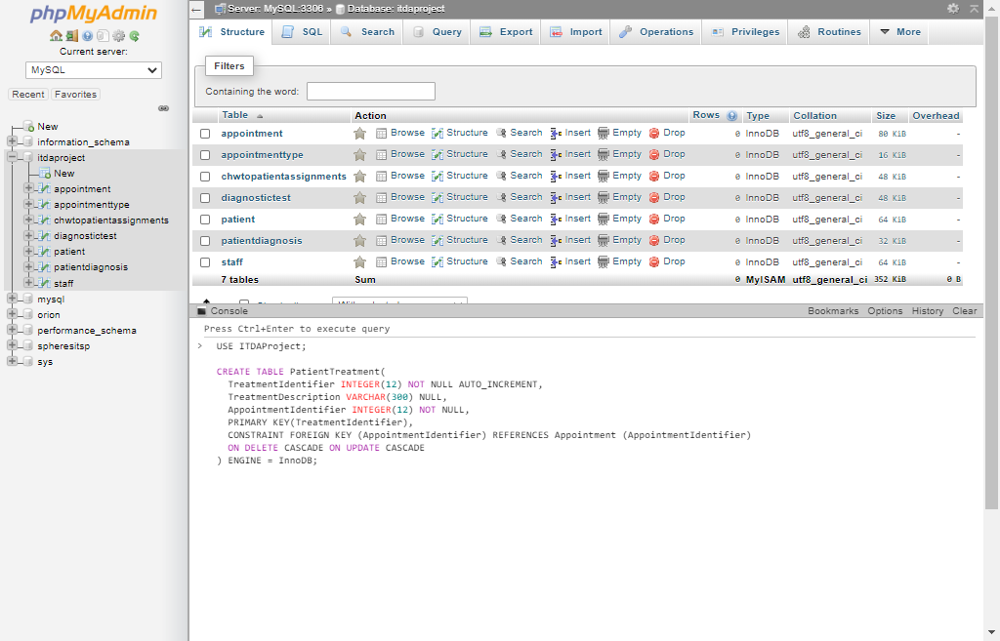 phpMyAdmin
Current server:
MySQL
Recent Favorites
New
information_schema
itdaproject
New
appointment
appointmenttype
chwtopatientassignments
diagnostictest
patient
patientdiagnosis
staff
mysql
orion
performance_schema
spheresitsp
sys
Server: MySQL:3306 » Database: itdaproject
Structure SQL Search Query Export Import Operations Privileges Routines More
Filters
Containing the word:
Table Action Rows Type Collation Size Overhead
appointment Browse Structure Search Insert Empty Drop 0 InnoDB utf8_general_ci 80 KiB -
appointmenttype Browse Structure Search Insert Empty Drop 0 InnoDB utf8_general_ci 16 KiB -
chwtopatientassignments Browse Structure Search Insert Empty Drop 0 InnoDB utf8_general_ci 48 KiB -
diagnostictest Browse Structure Search Insert Empty Drop 0 InnoDB utf8_general_ci 48 KiB -
patient Browse Structure Search Insert Empty Drop 0 InnoDB utf8_general_ci 64 KiB -
patientdiagnosis Browse Structure Search Insert Empty Drop 0 InnoDB utf8_general_ci 32 KiB -
staff Browse Structure Search Insert Empty Drop 0 InnoDB utf8_general_ci 64 KiB -
7 tables Sum 0 MyISAM utf8_general_ci 352 KiB 0 B
Console Bookmarks Options History Clear
Press Ctrl+Enter to execute query
> USE ITDAProject;
CREATE TABLE PatientTreatment(
TreatmentIdentifier INTEGER(12) NOT NULL AUTO_INCREMENT,
TreatmentDescription VARCHAR(300) NULL,
AppointmentIdentifier INTEGER(12) NOT NULL,
PRIMARY KEY(TreatmentIdentifier),
CONSTRAINT FOREIGN KEY (AppointmentIdentifier) REFERENCES Appointment (AppointmentIdentifier)
ON DELETE CASCADE ON UPDATE CASCADE
) ENGINE = InnoDB;